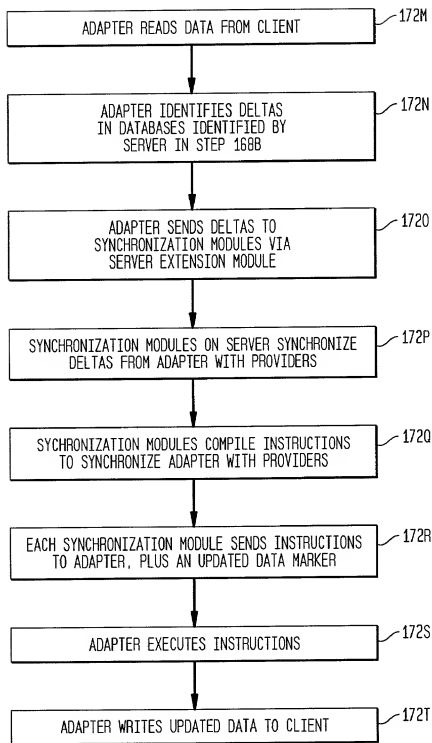 ADAPTER READS DATA FROM CLIENT
172M
ADAPTER IDENTIFIES DELTAS
IN DATABASES IDENTIFIED BY
SERVER IN STEP 168B
172N
ADAPTER SENDS DELTAS TO
SYNCHRONIZATION MODULES VIA
SERVER EXTENSION MODULE
172O
SYNCHRONIZATION MODULES ON SERVER SYNCHRONIZE
DELTAS FROM ADAPTER WITH PROVIDERS
172P
SYCHRONIZATION MODULES COMPILE INSTRUCTIONS
TO SYNCHRONIZE ADAPTER WITH PROVIDERS
172Q
EACH SYNCHRONIZATION MODULE SENDS INSTRUCTIONS
TO ADAPTER, PLUS AN UPDATED DATA MARKER
172R
ADAPTER EXECUTES INSTRUCTIONS
172S
ADAPTER WRITES UPDATED DATA TO CLIENT
172T